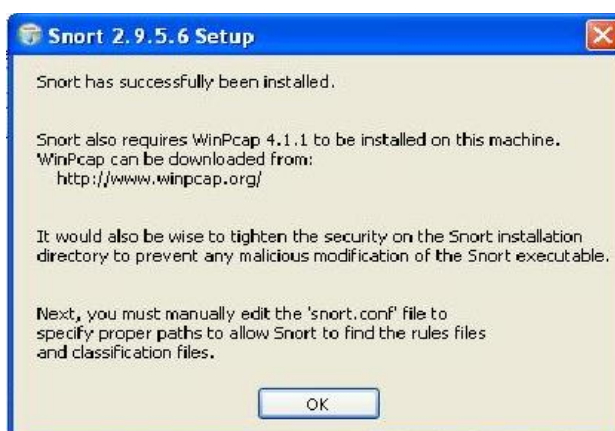 Snort 2.9.5.6 Setup
Snort has successfully been installed.
Snort also requires WinPcap 4.1.1 to be installed on this machine.
WinPcap can be downloaded from:
http://www.winpcap.org/
It would also be wise to tighten the security on the Snort installation
directory to prevent any malicious modification of the Snort executable.
Next, you must manually edit the 'snort.conf' file to
specify proper paths to allow Snort to find the rules files
and classification files.
OK